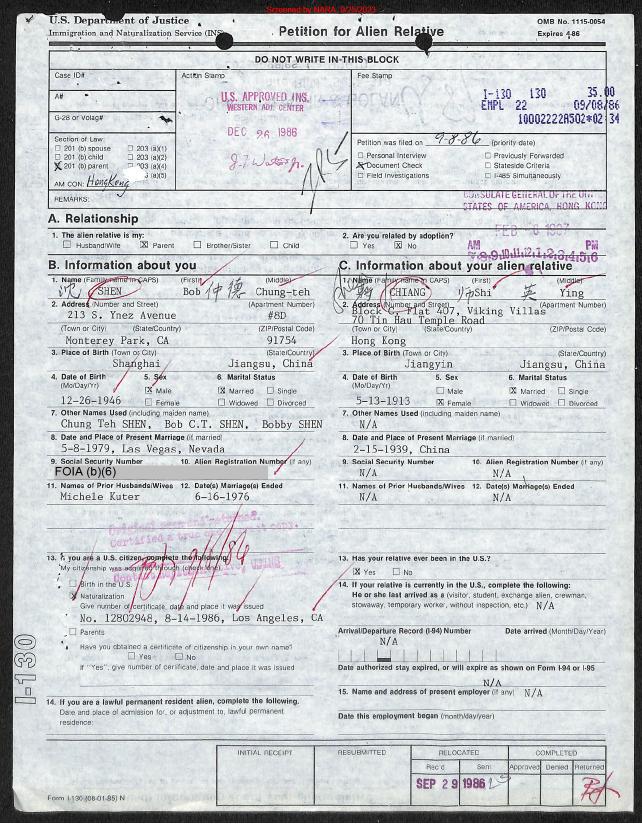 Screened by NARA, 9/25/2023
U.S. Department of Justice
Immigration and Naturalization Service (INS)
Petition for Alien Relative
OMB No. 1115-0054
Expires 4-86
DO NOT WRITE IN THIS BLOCK
Case ID#
Action Stamp
Fee Stamp
A#
G-28 or Volag#
U.S. APPROVED INS.
WESTERN ADJ. CENTER
DEC 26 1986
I-130 130 35.00
EMPL 22 09/08/86
10002222A502*02 34
Section of Law:
201 (b) spouse 203 (a)(1)
201 (b) child 203 (a)(2)
X 201 (b) parent 203 (a)(4)
(a)(5)
AM CON: HongKong
Petition was filed on 9-8-86 (priority date)
Personal Interview Previously Forwarded
X Document Check Stateside Criteria
Field Investigations I-485 Simultaneously
REMARKS:
CONSULATE GENERAL OF THE
STATES OF AMERICA, HONG KONG
AM PM
A. Relationship
1. The alien relative is my:
Husband/Wife X Parent Brother/Sister Child
2. Are you related by adoption?
Yes X No
B. Information about you
1. Name (Family name in CAPS) (First) (Middle)
沈 SHEN Bob 仲德 Chung-teh
2. Address (Number and Street) (Apartment Number)
213 S. Ynez Avenue #8D
(Town or City) (State/Country) (ZIP/Postal Code)
Monterey Park, CA 91754
3. Place of Birth (Town or City) (State/Country)
Shanghai Jiangsu, China
4. Date of Birth (Mo/Day/Yr) 5. Sex 6. Marital Status
12-26-1946
X Male X Married Single
Female Widowed Divorced
7. Other Names Used (including maiden name)
Chung Teh SHEN, Bob C.T. SHEN, Bobby SHEN
8. Date and Place of Present Marriage (if married)
5-8-1979, Las Vegas, Nevada
9. Social Security Number 10. Alien Registration Number (if any)
FOIA (b)(6)
11. Names of Prior Husbands/Wives 12. Date(s) Marriage(s) Ended
Michele Kuter 6-16-1976
13. If you are a U.S. citizen, complete the following:
My citizenship was acquired through (check one)
Birth in the U.S.
X Naturalization
Give number of certificate, date and place it was issued
No. 12802948, 8-14-1986, Los Angeles, CA
Parents
Have you obtained a certificate of citizenship in your own name?
Yes No
If "Yes", give number of certificate, date and place it was issued
14. If you are a lawful permanent resident alien, complete the following:
Date and place of admission for, or adjustment to, lawful permanent
residence:
C. Information about your alien relative
1. Name (Family name in CAPS) (First) (Middle)
CHIANG 师Shi 英 Ying
2. Address (Number and Street) (Apartment Number)
Block C, Flat 407, Viking Villas
70 Tin Hau Temple Road
(Town or City) (State/Country) (ZIP/Postal Code)
Hong Kong
3. Place of Birth (Town or City) (State/Country)
Jiangyin Jiangsu, China
4. Date of Birth (Mo/Day/Yr) 5. Sex 6. Marital Status
5-13-1913
Male X Married Single
X Female Widowed Divorced
7. Other Names Used (including maiden name)
N/A
8. Date and Place of Present Marriage (if married)
2-15-1939, China
9. Social Security Number 10. Alien Registration Number (if any)
N/A N/A
11. Names of Prior Husbands/Wives 12. Date(s) Marriage(s) Ended
N/A N/A
13. Has your relative ever been in the U.S.?
X Yes No
14. If your relative is currently in the U.S., complete the following:
He or she last arrived as a (visitor, student, exchange alien, crewman,
stowaway, temporary worker, without inspection, etc.) N/A
Arrival/Departure Record (I-94) Number Date arrived (Month/Day/Year)
N/A
Date authorized stay expired, or will expire as shown on Form I-94 or I-95
N/A
15. Name and address of present employer (if any) N/A
Date this employment began (month/day/year)
I-130
INITIAL RECEIPT RESUBMITTED RELOCATED COMPLETED
Rec'd Sent Approved Denied Returned
SEP 29 1986
Form I-130 (08-01-85) N